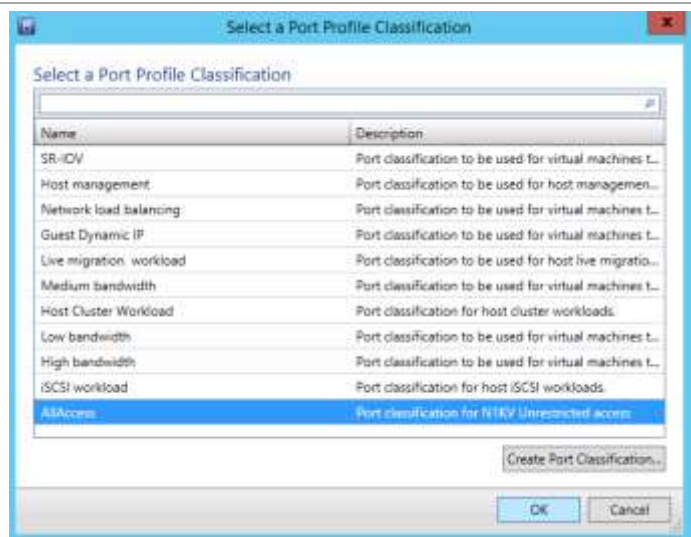 Select a Port Profile Classification
Select a Port Profile Classification
Name Description
SR-IOV Port classification to be used for virtual machines t...
Host management Port classification to be used for host managemen...
Network load balancing Port classification to be used for virtual machines t...
Guest Dynamic IP Port classification to be used for virtual machines t...
Live migration workload Port classification to be used for host live migratio...
Medium bandwidth Port classification to be used for virtual machines t...
Host Cluster Workload Port classification for host cluster workloads.
Low bandwidth Port classification to be used for virtual machines t...
High bandwidth Port classification to be used for virtual machines t...
iSCSI workload Port classification for host iSCSI workloads.
AllAccess Port classification for N1KV Unrestricted access
Create Port Classification...
OK Cancel